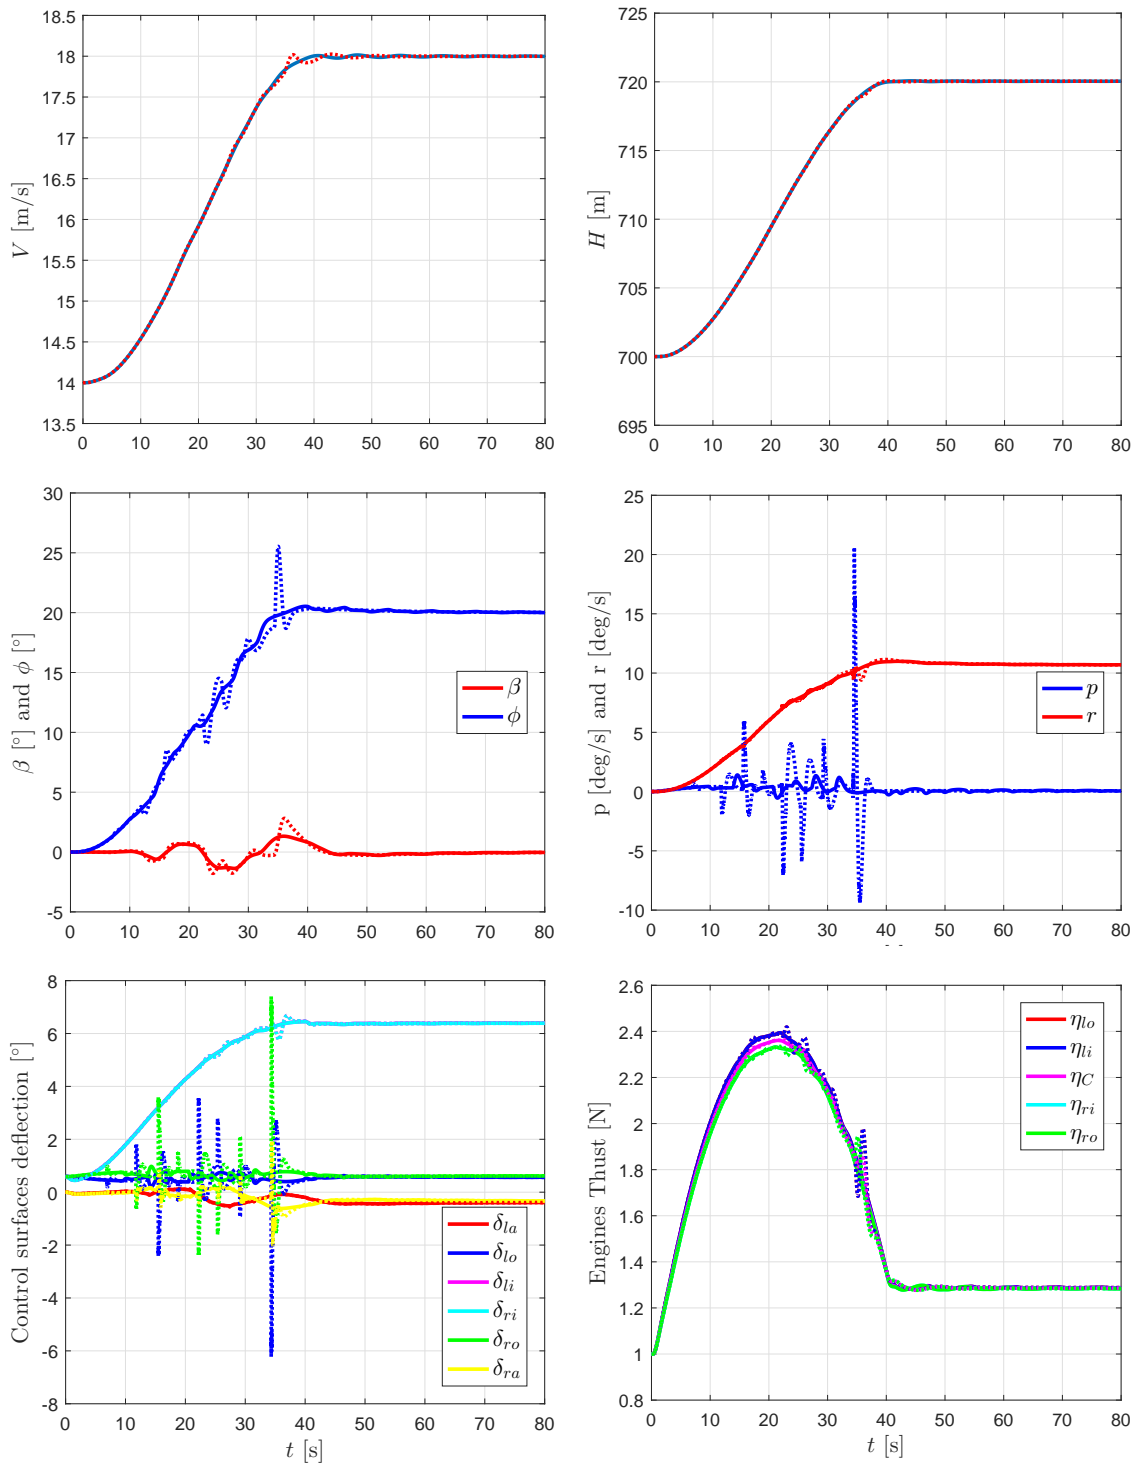 18.5
18
17.5
17
16.5
16
15.5
15
14.5
14
13.5
V [m/s]
0 10 20 30 40 50 60 70 80
725
720
715
710
705
700
695
H [m]
0 10 20 30 40 50 60 70 80
30
25
20
15
10
5
0
-5
β [°] and ϕ [°]
β
ϕ
0 10 20 30 40 50 60 70 80
25
20
15
10
5
0
-5
-10
p [deg/s] and r [deg/s]
p
r
0 10 20 30 40 50 60 70 80
8
6
4
2
0
-2
-4
-6
-8
Control surfaces deflection [°]
δla
δlo
δli
δri
δro
δra
0 10 20 30 40 50 60 70 80
t [s]
2.6
2.4
2.2
2
1.8
1.6
1.4
1.2
1
0.8
Engines Thust [N]
ηlo
ηli
ηC
ηri
ηro
0 10 20 30 40 50 60 70 80
t [s]